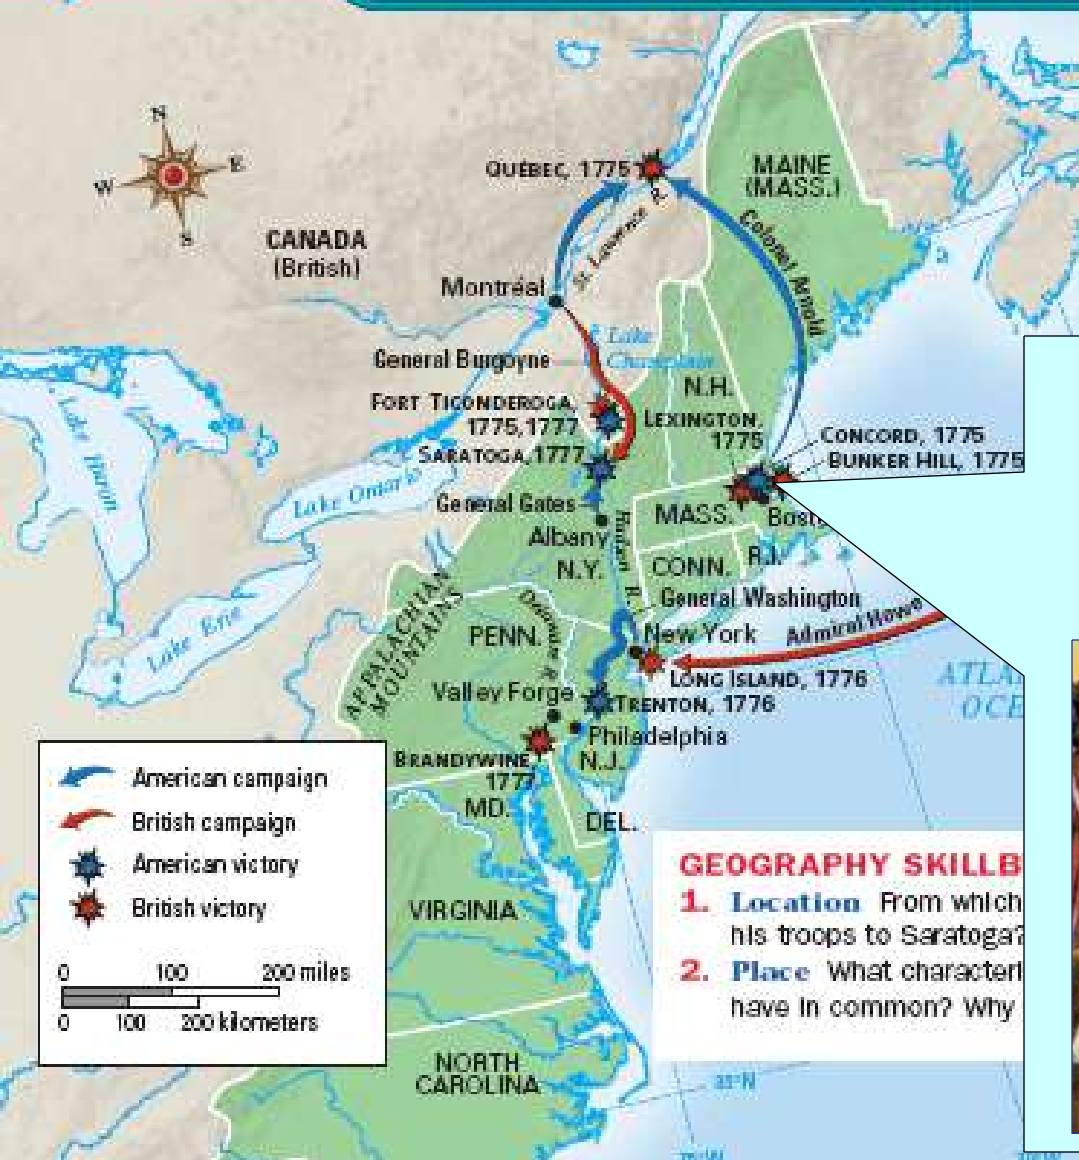 N
W
E
S
QUÉBEC, 1775
MAINE
(MASS.)
St. Lawrence R.
Colonel Arnold
CANADA
(British)
Montréal
Lake
Champlain
General Burgoyne
Lake Huron
N.H.
FORT TICONDEROGA,
1775,1777
LEXINGTON,
1775
CONCORD, 1775
BUNKER HILL, 1775
SARATOGA, 1777
Lake Ontario
General Gates
MASS.
Albany
Hudson R.
N.Y.
CONN.
R.I.
APPALACHIAN
MOUNTAINS
Lake Erie
Delaware R.
General Washington
PENN.
New York
Admiral Howe
LONG ISLAND, 1776
Valley Forge
TRENTON, 1776
Philadelphia
BRANDYWINE,
1777
N.J.
MD.
DEL.
American campaign
British campaign
American victory
British victory
0 100 200 miles
0 100 200 kilometers
VIRGINIA
NORTH
CAROLINA
GEOGRAPHY SKILLB
1. Location From which
his troops to Saratoga?
2. Place What characteri
have in common? Why